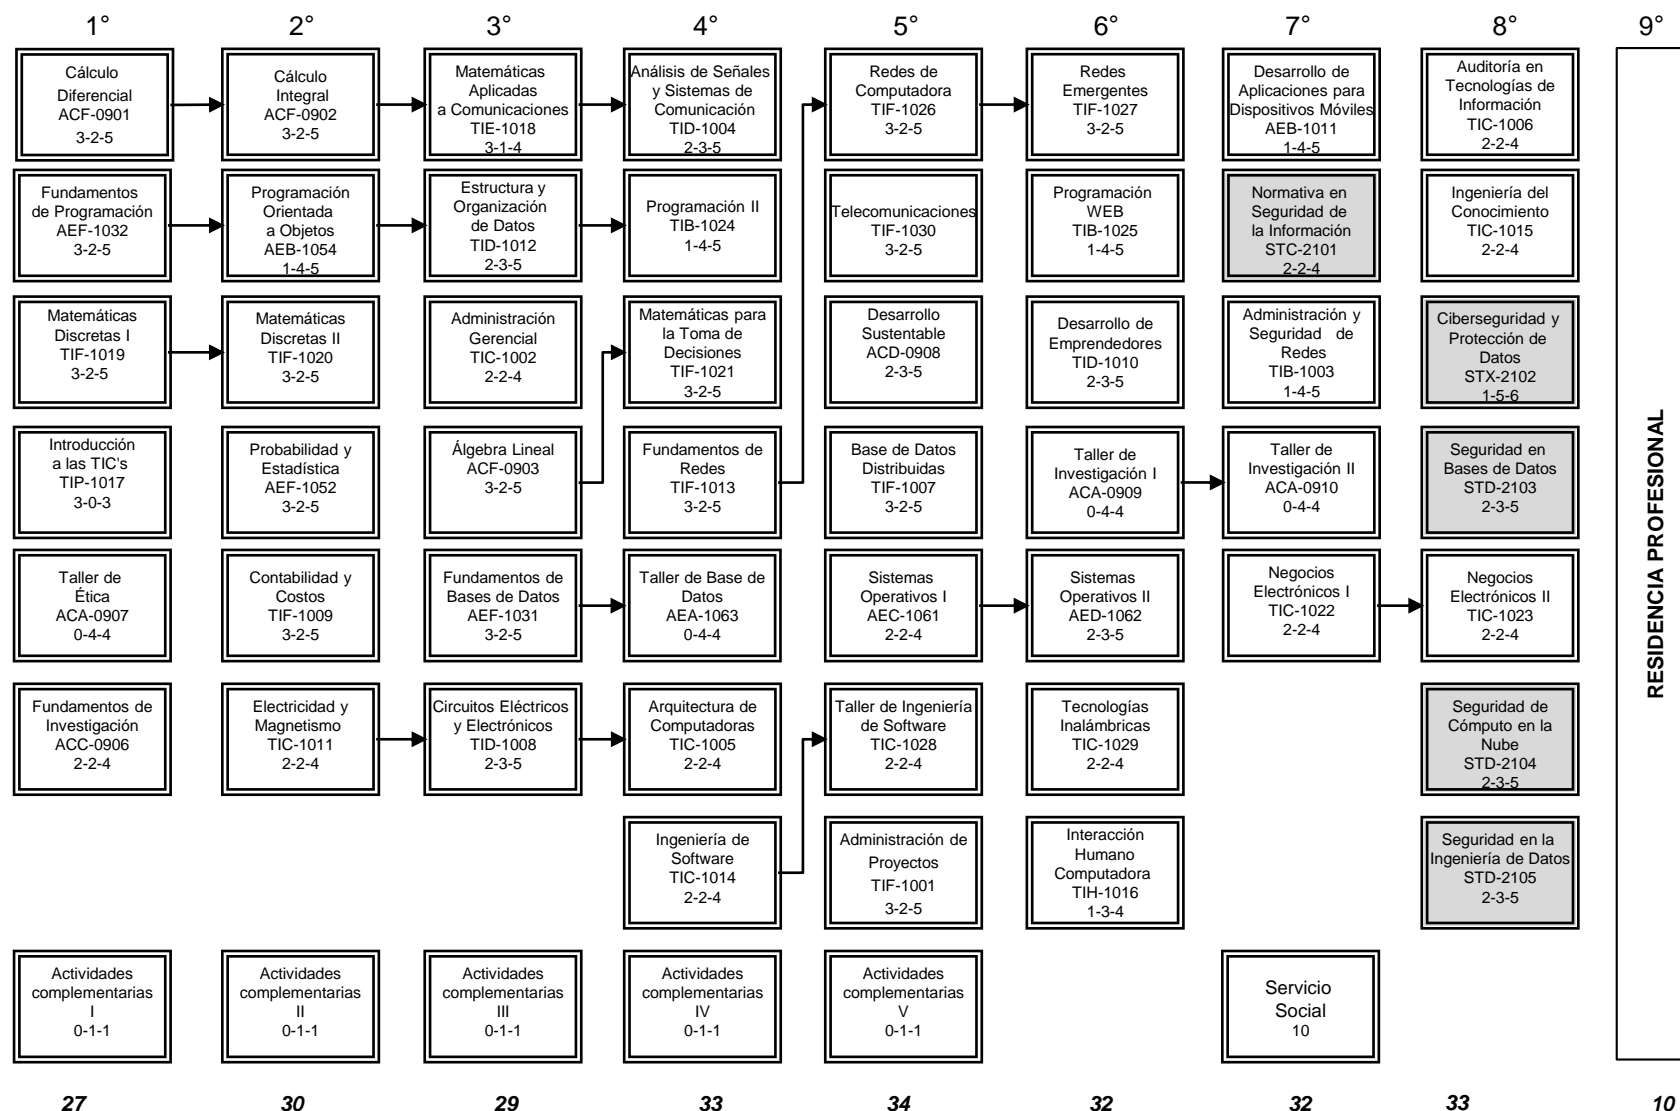 1°
2°
3°
4°
5°
6°
7°
8°
9°
Cálculo
Diferencial
ACF-0901
3-2-5
Cálculo
Integral
ACF-0902
3-2-5
Matemáticas
Aplicadas
a Comunicaciones
TIE-1018
3-1-4
Análisis de Señales
y Sistemas de
Comunicación
TID-1004
2-3-5
Redes de
Computadora
TIF-1026
3-2-5
Redes
Emergentes
TIF-1027
3-2-5
Desarrollo de
Aplicaciones para
Dispositivos Móviles
AEB-1011
1-4-5
Auditoría en
Tecnologías de
Información
TIC-1006
2-2-4
Fundamentos
de Programación
AEF-1032
3-2-5
Programación
Orientada
a Objetos
AEB-1054
1-4-5
Estructura y
Organización
de Datos
TID-1012
2-3-5
Programación II
TIB-1024
1-4-5
Telecomunicaciones
TIF-1030
3-2-5
Programación
WEB
TIB-1025
1-4-5
Normativa en
Seguridad de
la Información
STC-2101
2-2-4
Ingeniería del
Conocimiento
TIC-1015
2-2-4
Matemáticas
Discretas I
TIF-1019
3-2-5
Matemáticas
Discretas II
TIF-1020
3-2-5
Administración
Gerencial
TIC-1002
2-2-4
Matemáticas para
la Toma de
Decisiones
TIF-1021
3-2-5
Desarrollo
Sustentable
ACD-0908
2-3-5
Desarrollo de
Emprendedores
TID-1010
2-3-5
Administración y
Seguridad de
Redes
TIB-1003
1-4-5
Ciberseguridad y
Protección de
Datos
STX-2102
1-5-6
Introducción
a las TIC's
TIP-1017
3-0-3
Probabilidad y
Estadística
AEF-1052
3-2-5
Álgebra Lineal
ACF-0903
3-2-5
Fundamentos de
Redes
TIF-1013
3-2-5
Base de Datos
Distribuidas
TIF-1007
3-2-5
Taller de
Investigación I
ACA-0909
0-4-4
Taller de
Investigación II
ACA-0910
0-4-4
Seguridad en
Bases de Datos
STD-2103
2-3-5
Taller de
Ética
ACA-0907
0-4-4
Contabilidad y
Costos
TIF-1009
3-2-5
Fundamentos de
Bases de Datos
AEF-1031
3-2-5
Taller de Base de
Datos
AEA-1063
0-4-4
Sistemas
Operativos I
AEC-1061
2-2-4
Sistemas
Operativos II
AED-1062
2-3-5
Negocios
Electrónicos I
TIC-1022
2-2-4
Negocios
Electrónicos II
TIC-1023
2-2-4
Fundamentos de
Investigación
ACC-0906
2-2-4
Electricidad y
Magnetismo
TIC-1011
2-2-4
Circuitos Eléctricos
y Electrónicos
TID-1008
2-3-5
Arquitectura de
Computadoras
TIC-1005
2-2-4
Taller de Ingeniería
de Software
TIC-1028
2-2-4
Tecnologías
Inalámbricas
TIC-1029
2-2-4
Seguridad de
Cómputo en la
Nube
STD-2104
2-3-5
Ingeniería de
Software
TIC-1014
2-2-4
Administración de
Proyectos
TIF-1001
3-2-5
Interacción
Humano
Computadora
TIH-1016
1-3-4
Seguridad en la
Ingeniería de Datos
STD-2105
2-3-5
Actividades
complementarias
I
0-1-1
Actividades
complementarias
II
0-1-1
Actividades
complementarias
III
0-1-1
Actividades
complementarias
IV
0-1-1
Actividades
complementarias
V
0-1-1
Servicio
Social
10
RESIDENCIA PROFESIONAL
27
30
29
33
34
32
32
33
10